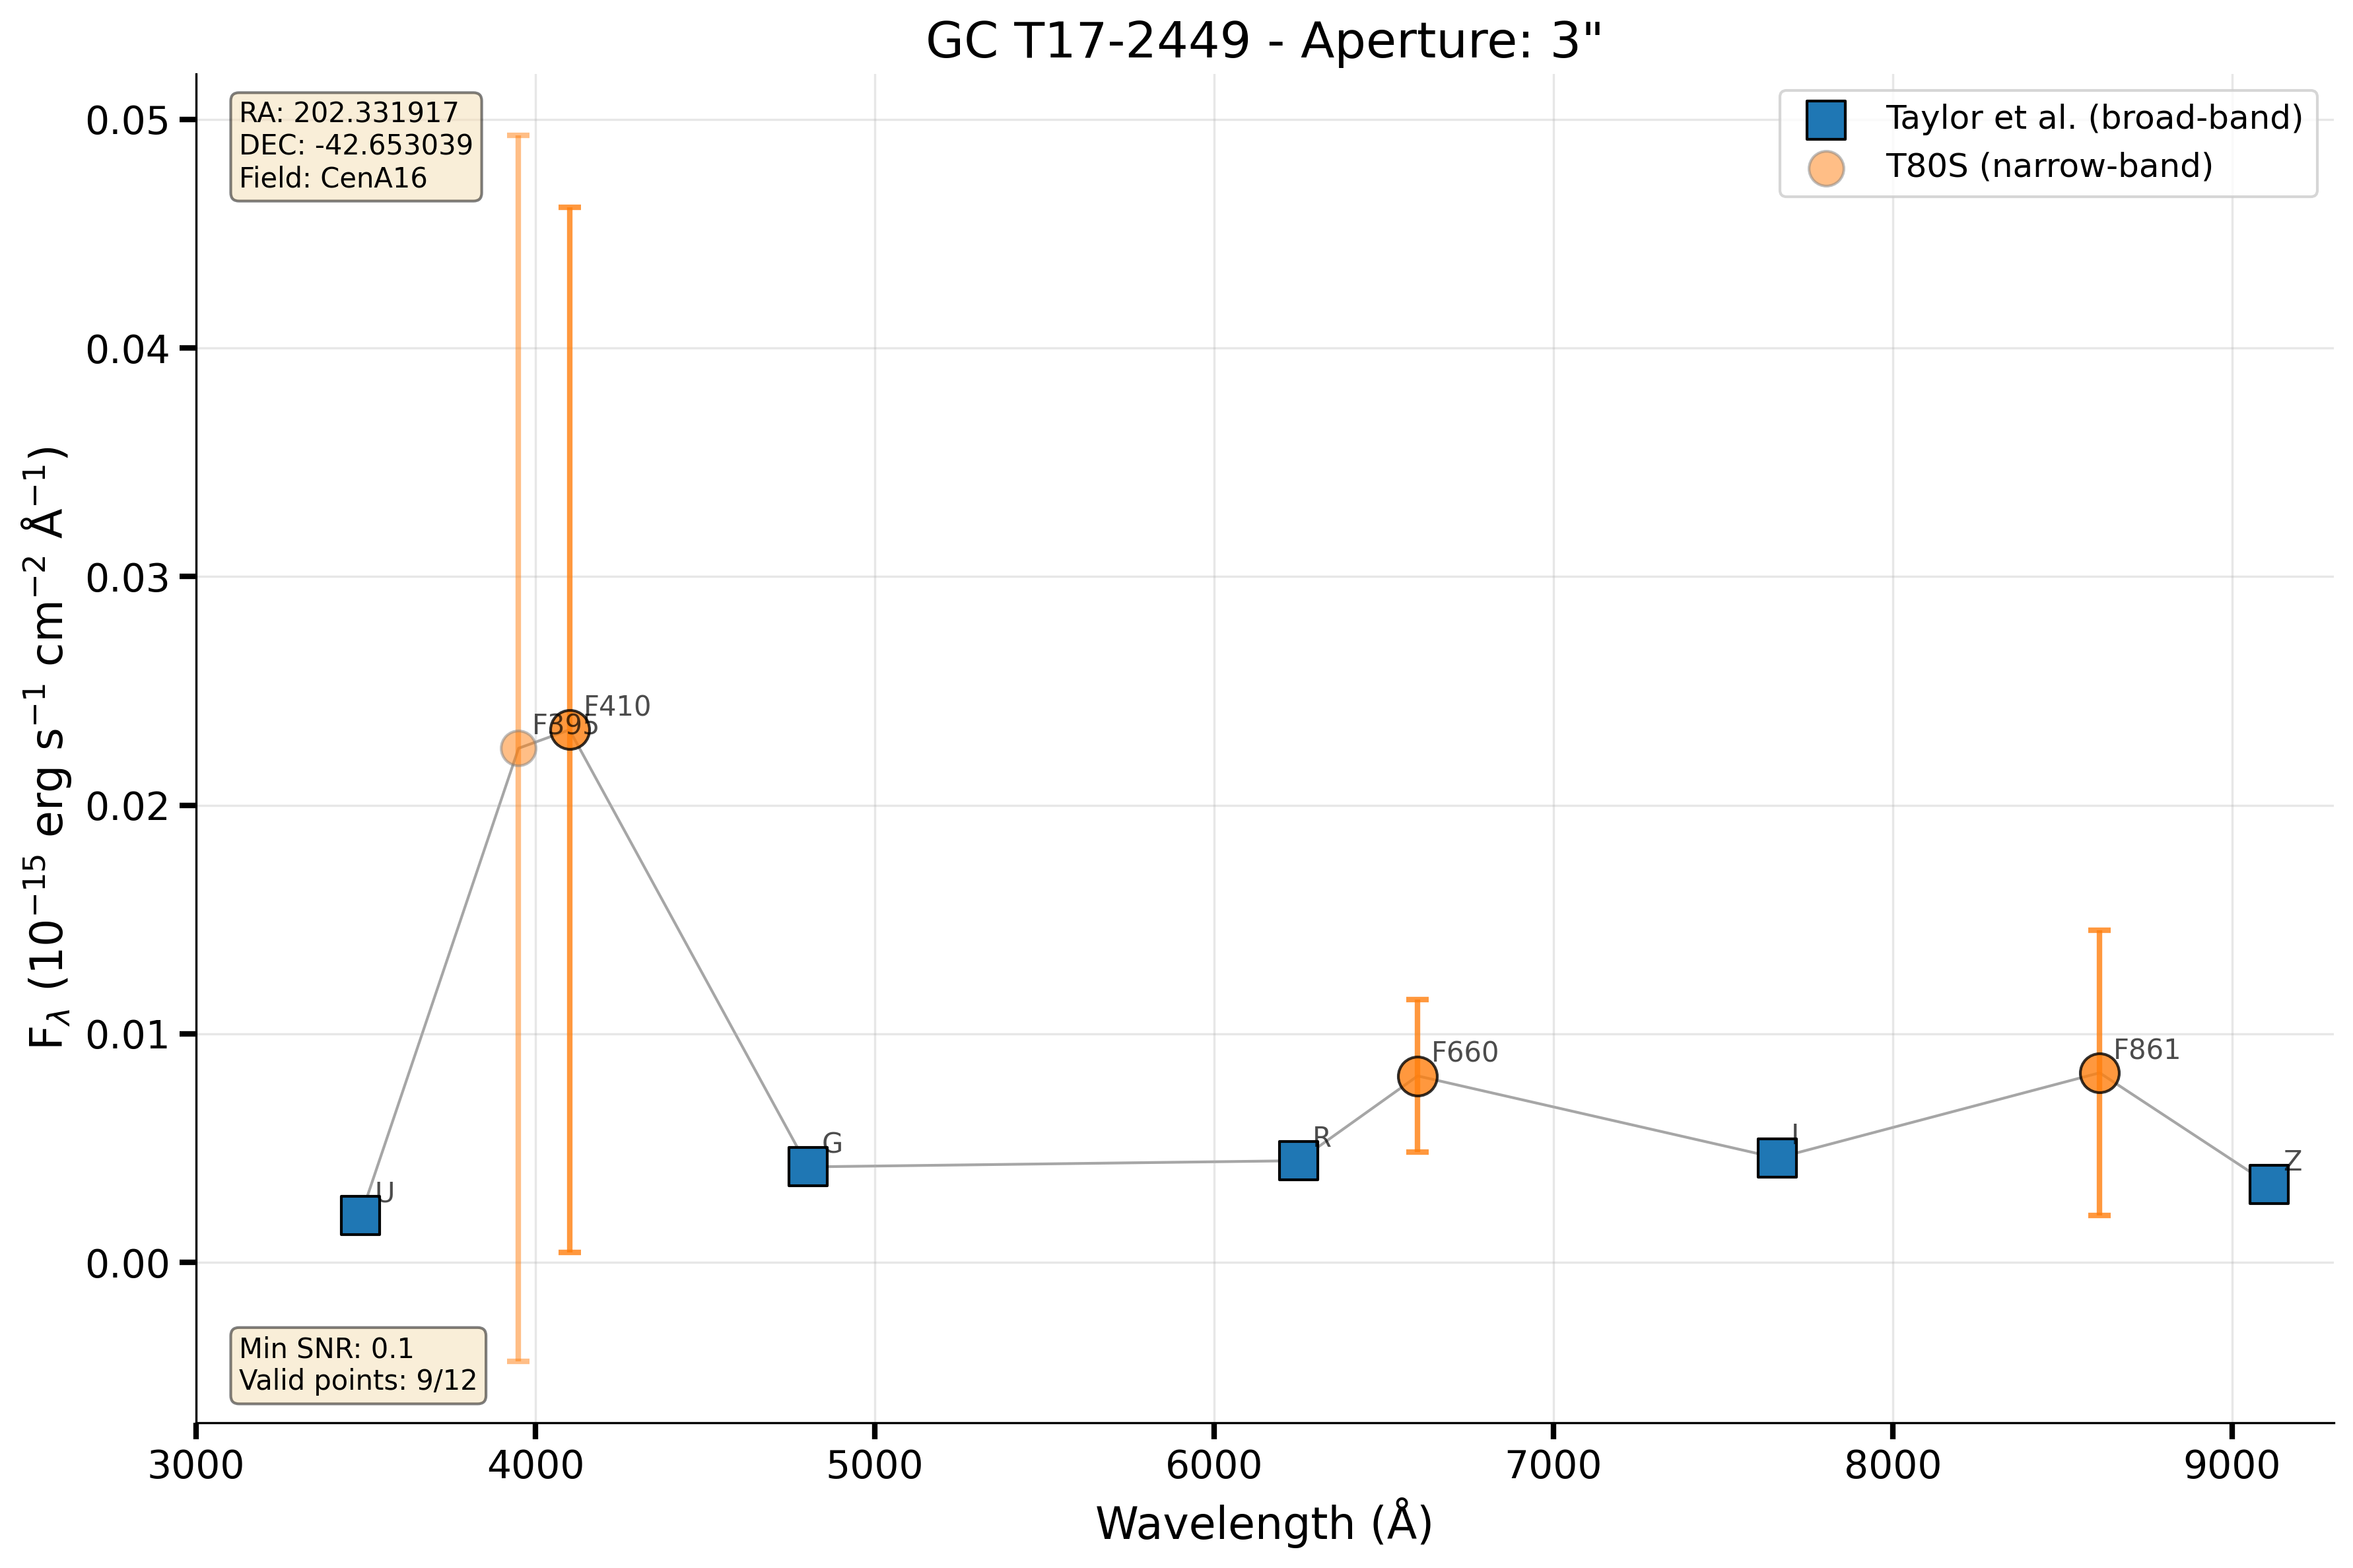 GC T17-2449 - Aperture: 3"
RA: 202.331917
DEC: -42.653039
Field: CenA16
Taylor et al. (broad-band)
T80S (narrow-band)
0.05
0.04
0.03
0.02
0.01
0.00
F_λ (10⁻¹⁵ erg s⁻¹ cm⁻² Å⁻¹)
F395
F410
F660
F861
U
G
R
I
Z
Min SNR: 0.1
Valid points: 9/12
3000 4000 5000 6000 7000 8000 9000
Wavelength (Å)